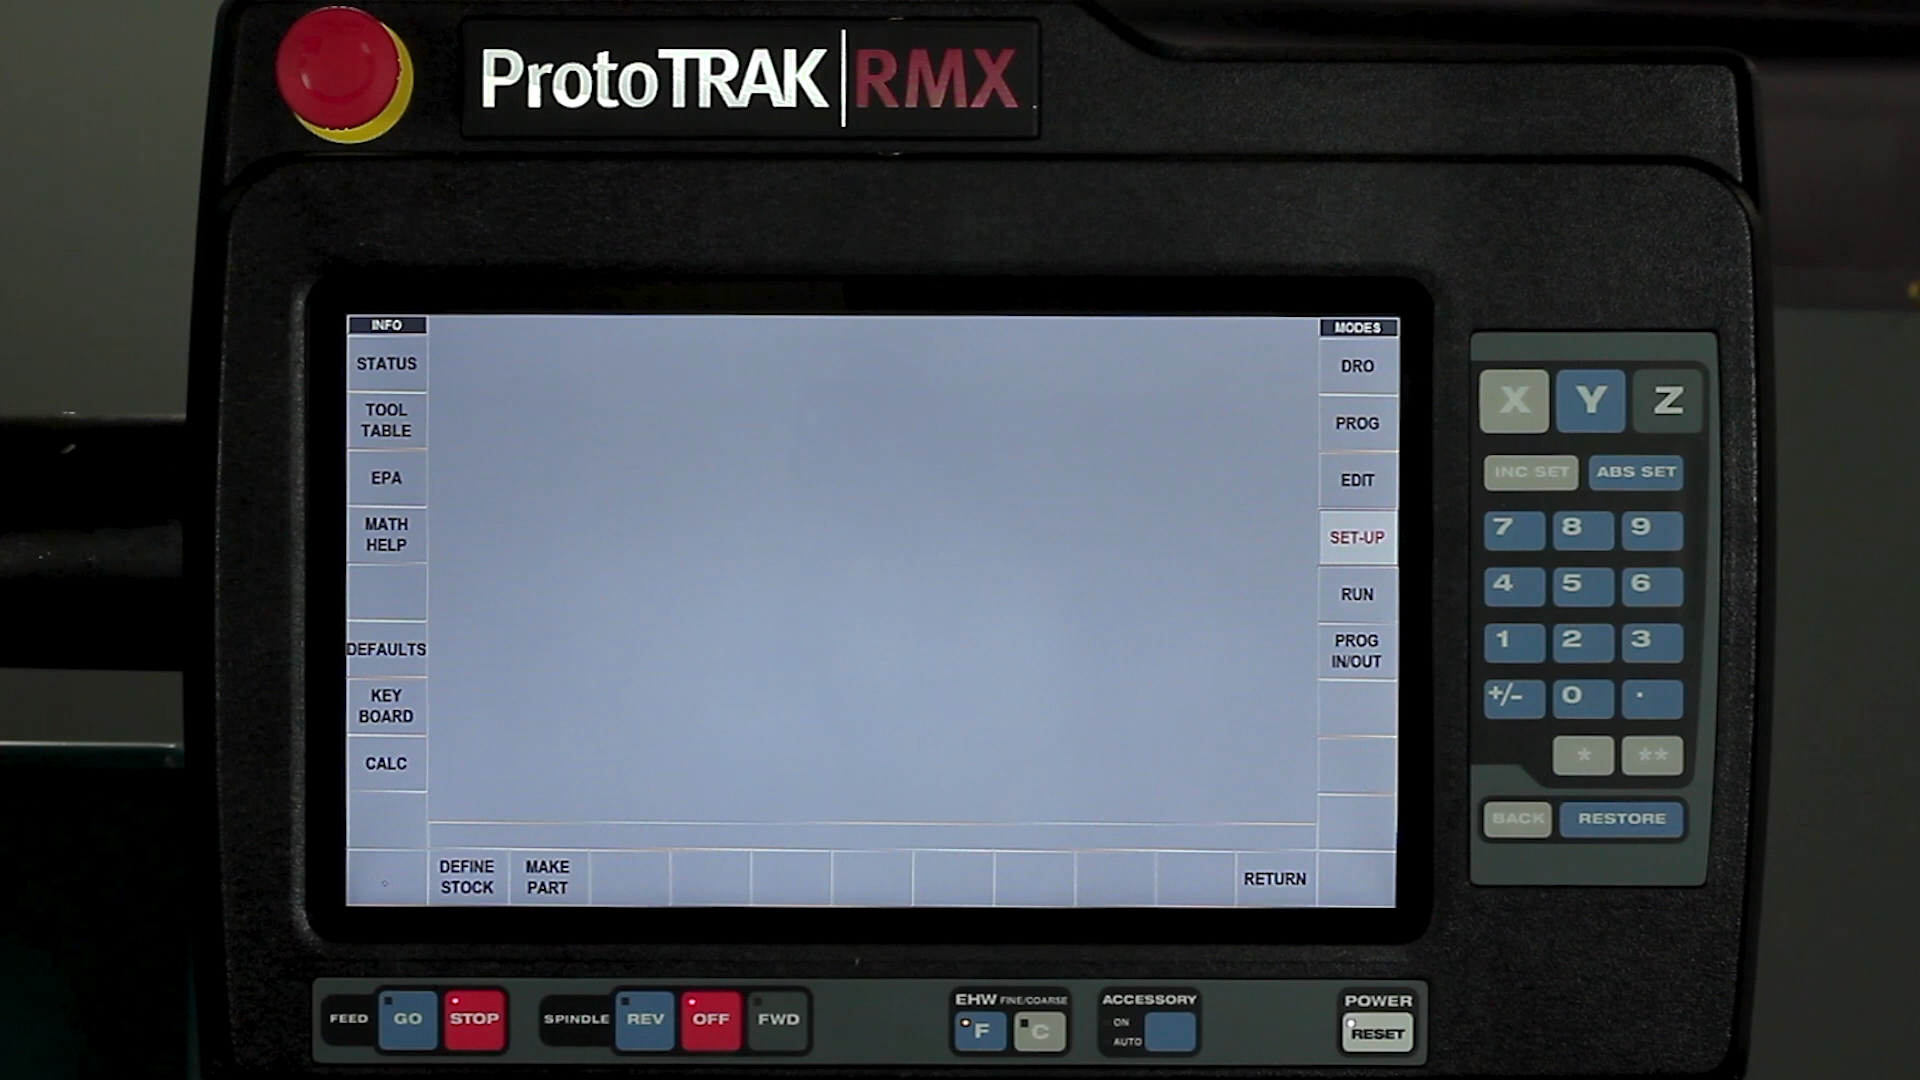 ProtoTRAK RMX
INFO
STATUS
TOOL
TABLE
EPA
MATH
HELP
DEFAULTS
KEY
BOARD
CALC
DEFINE
STOCK
MAKE
PART
RETURN
MODES
DRO
PROG
EDIT
SET-UP
RUN
PROG
IN/OUT
X Y Z
INC SET ABS SET
7 8 9
4 5 6
1 2 3
+/- 0 .
* **
BACK RESTORE
FEED GO STOP
SPINDLE REV OFF FWD
EHW FINE/COARSE
F C
ACCESSORY
ON
AUTO
POWER
RESET